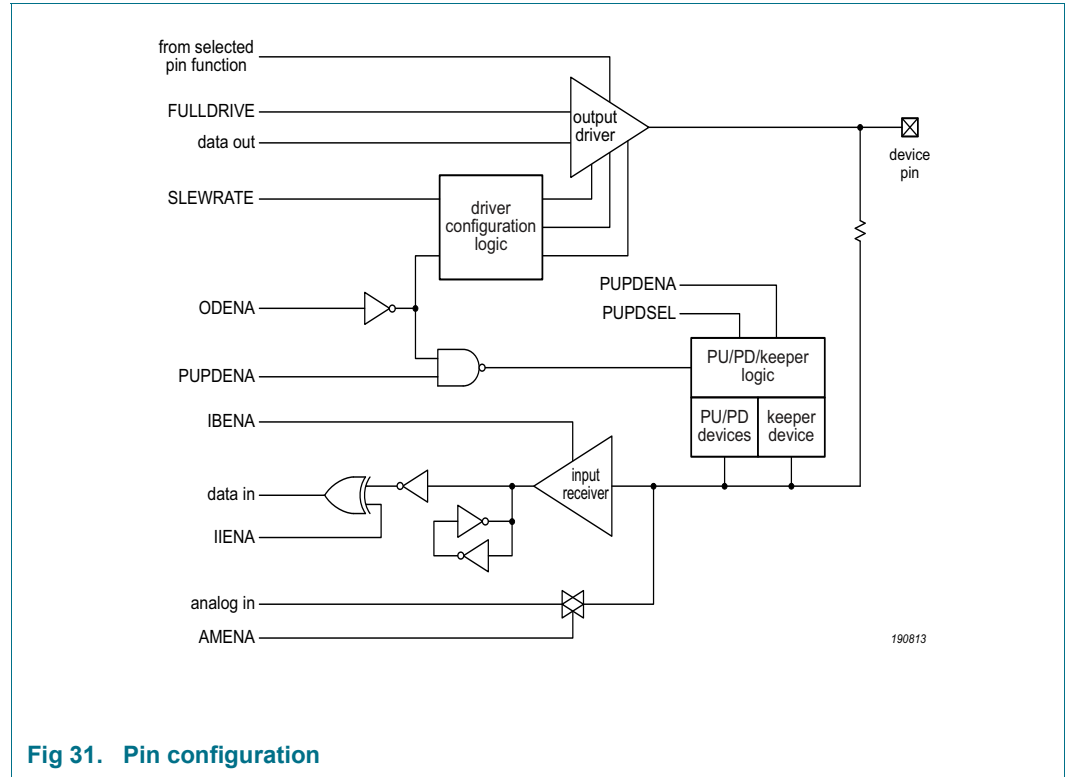 from selected
pin function
FULLDRIVE
data out
output
driver
device
pin
SLEWRATE
driver
configuration
logic
ODENA
PUPDENA
PUPDSEL
PU/PD/keeper
logic
PUPDENA
PU/PD
devices
keeper
device
IBENA
input
receiver
data in
IIENA
analog in
AMENA
190813
Fig 31. Pin configuration